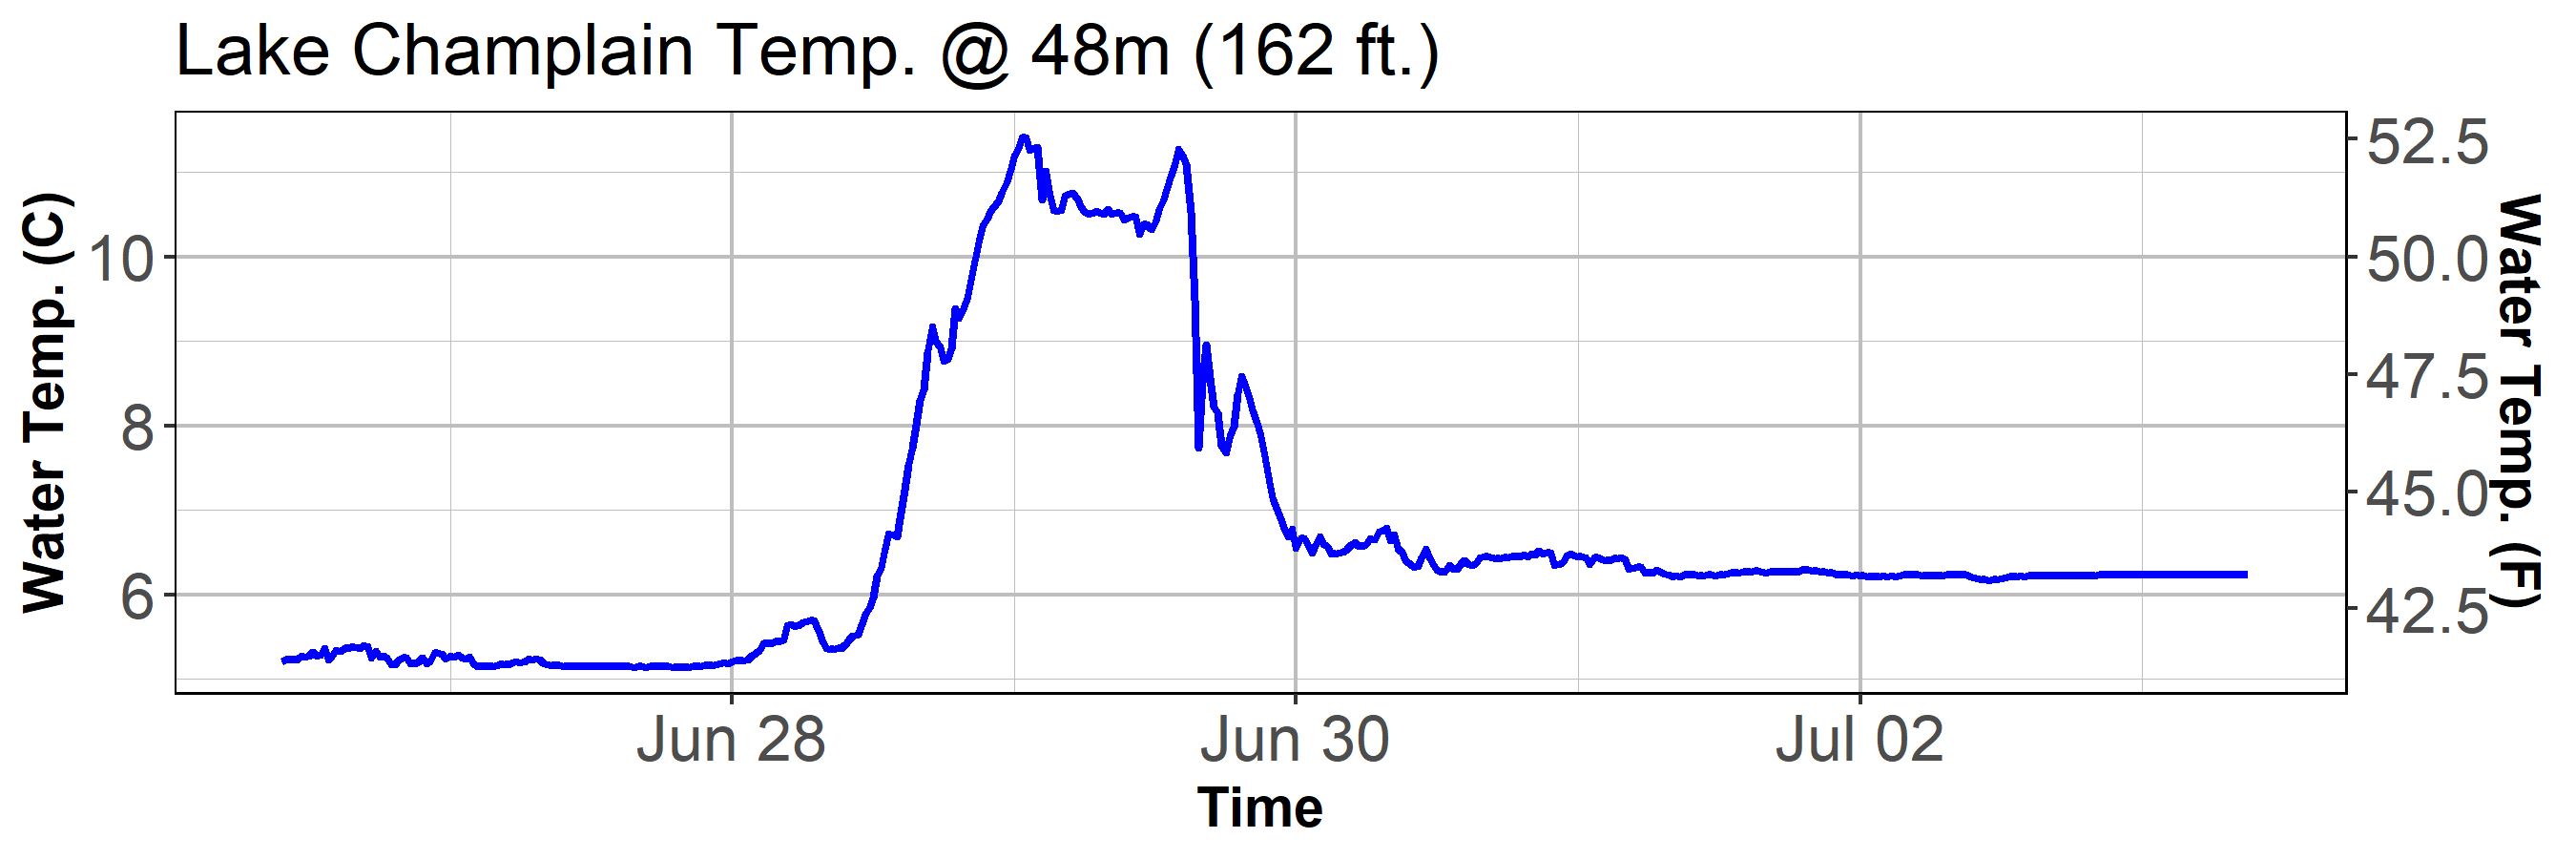 Lake Champlain Temp. @ 48m (162 ft.)
Water Temp. (C)
10
8
6
52.5
50.0
47.5
45.0
42.5
Water Temp. (F)
Jun 28 Jun 30 Jul 02
Time